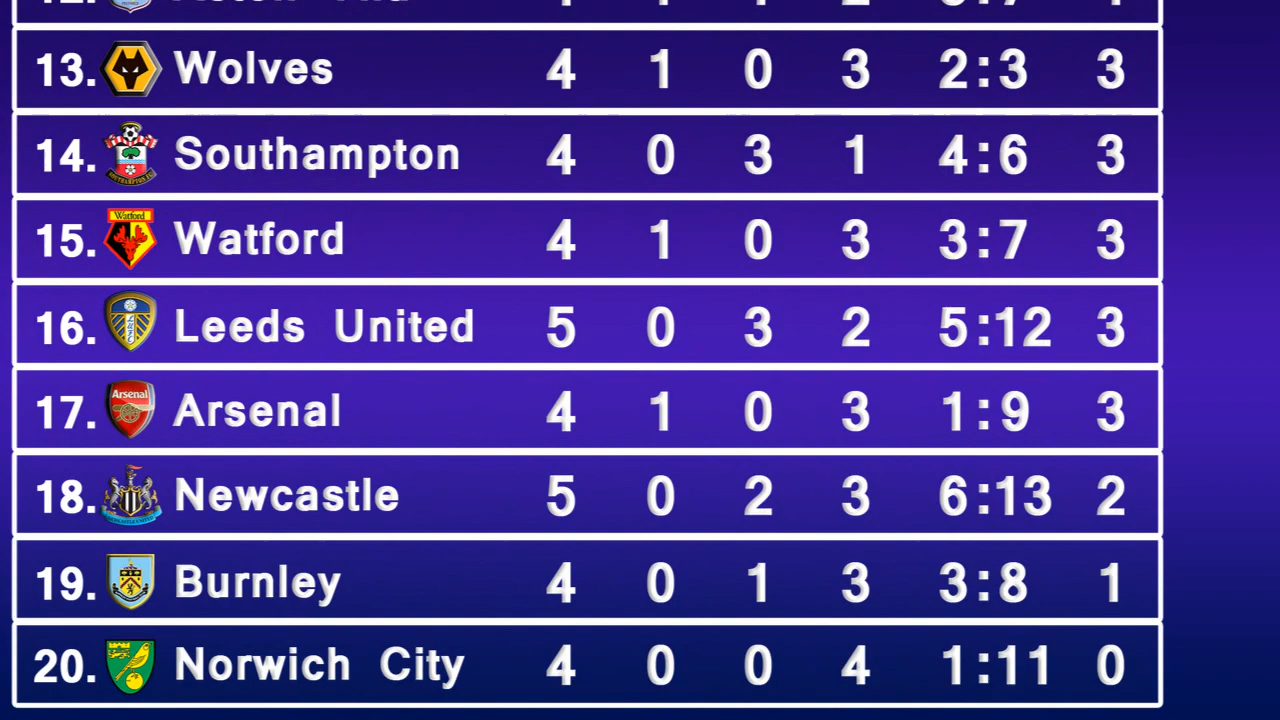 13. Wolves 4 1 0 3 2:3 3
14. Southampton 4 0 3 1 4:6 3
15. Watford Watford 4 1 0 3 3:7 3
16. Leeds United 5 0 3 2 5:12 3
17. Arsenal Arsenal 4 1 0 3 1:9 3
18. Newcastle 5 0 2 3 6:13 2
19. Burnley 4 0 1 3 3:8 1
20. Norwich City 4 0 0 4 1:11 0